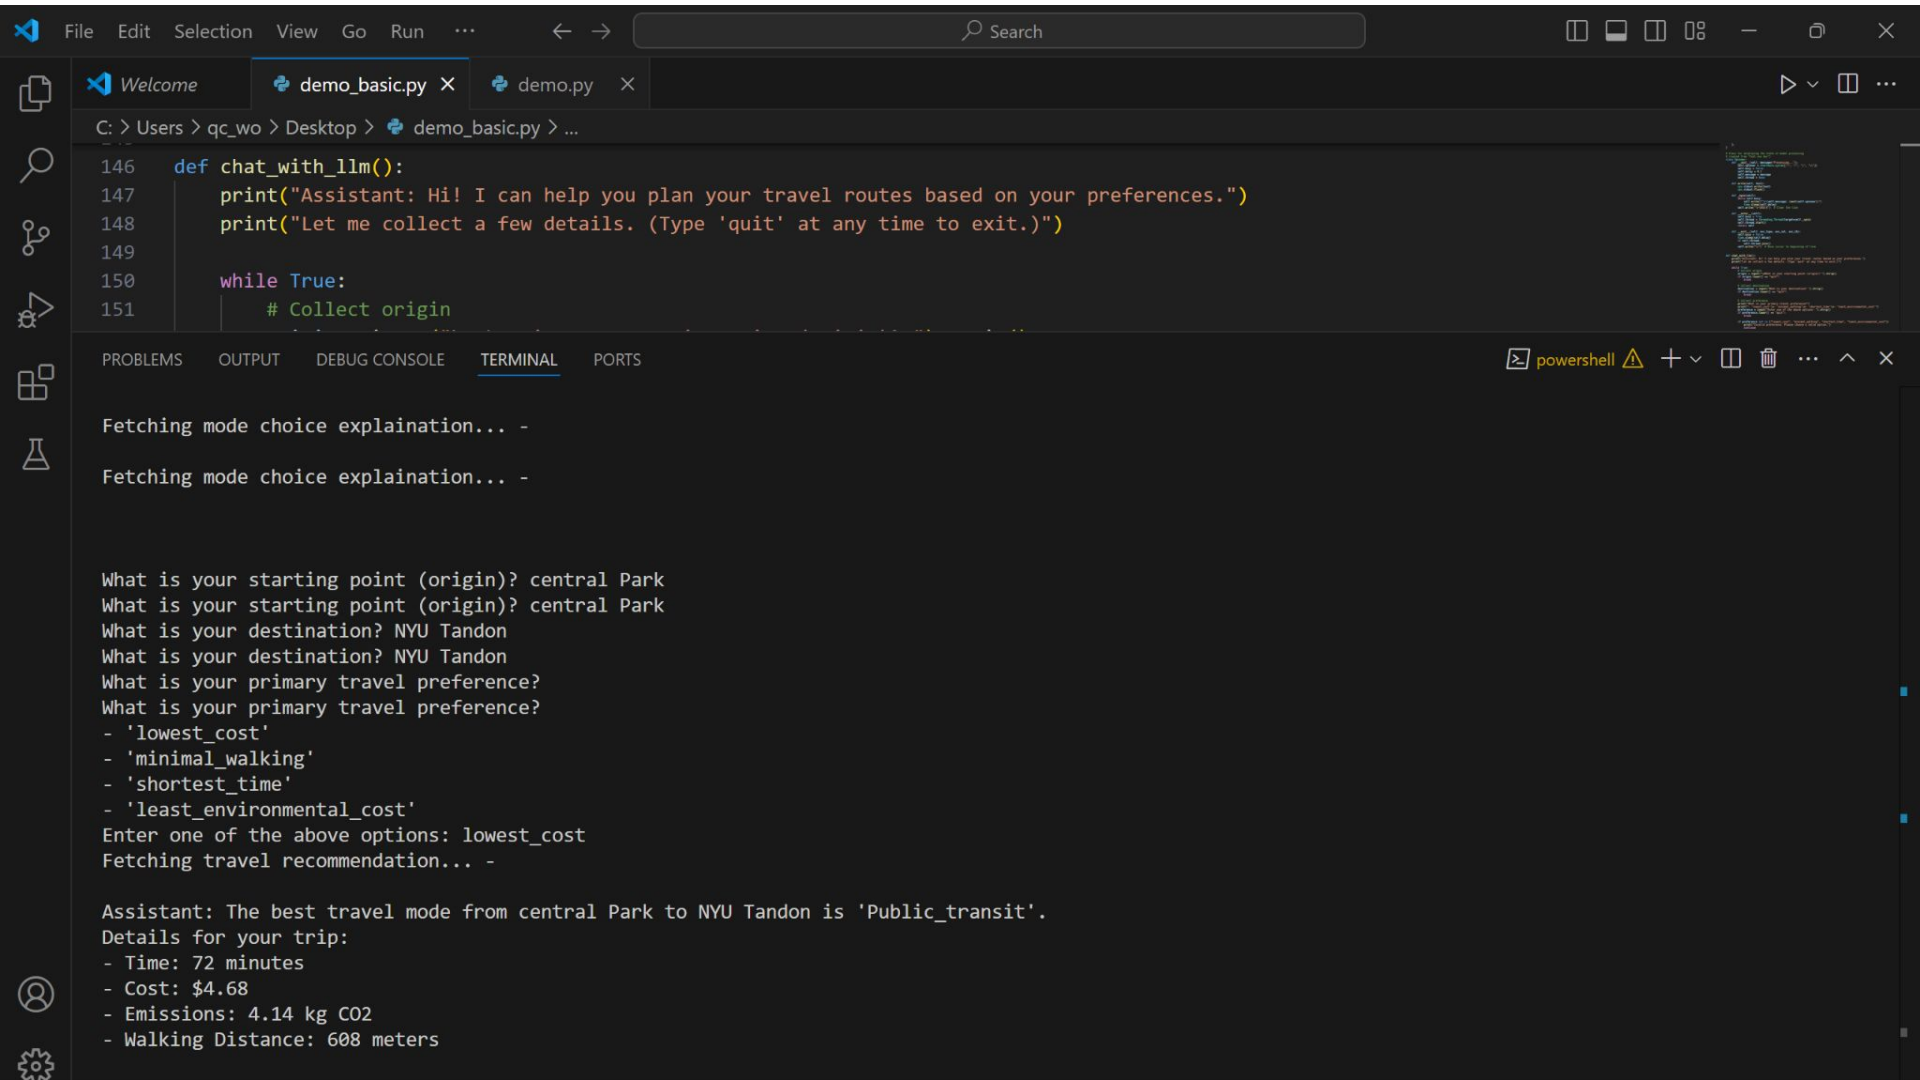 File Edit Selection View Go Run ... Search
Welcome demo_basic.py demo.py
C: > Users > qc_wo > Desktop > demo_basic.py > ...
146 def chat_with_llm():
147 print("Assistant: Hi! I can help you plan your travel routes based on your preferences.")
148 print("Let me collect a few details. (Type 'quit' at any time to exit.)")
149
150 while True:
151 # Collect origin
PROBLEMS OUTPUT DEBUG CONSOLE TERMINAL PORTS powershell
Fetching mode choice explaination... -
Fetching mode choice explaination... -
What is your starting point (origin)? central Park
What is your starting point (origin)? central Park
What is your destination? NYU Tandon
What is your destination? NYU Tandon
What is your primary travel preference?
What is your primary travel preference?
- 'lowest_cost'
- 'minimal_walking'
- 'shortest_time'
- 'least_environmental_cost'
Enter one of the above options: lowest_cost
Fetching travel recommendation... -
Assistant: The best travel mode from central Park to NYU Tandon is 'Public_transit'.
Details for your trip:
- Time: 72 minutes
- Cost: $4.68
- Emissions: 4.14 kg CO2
- Walking Distance: 608 meters